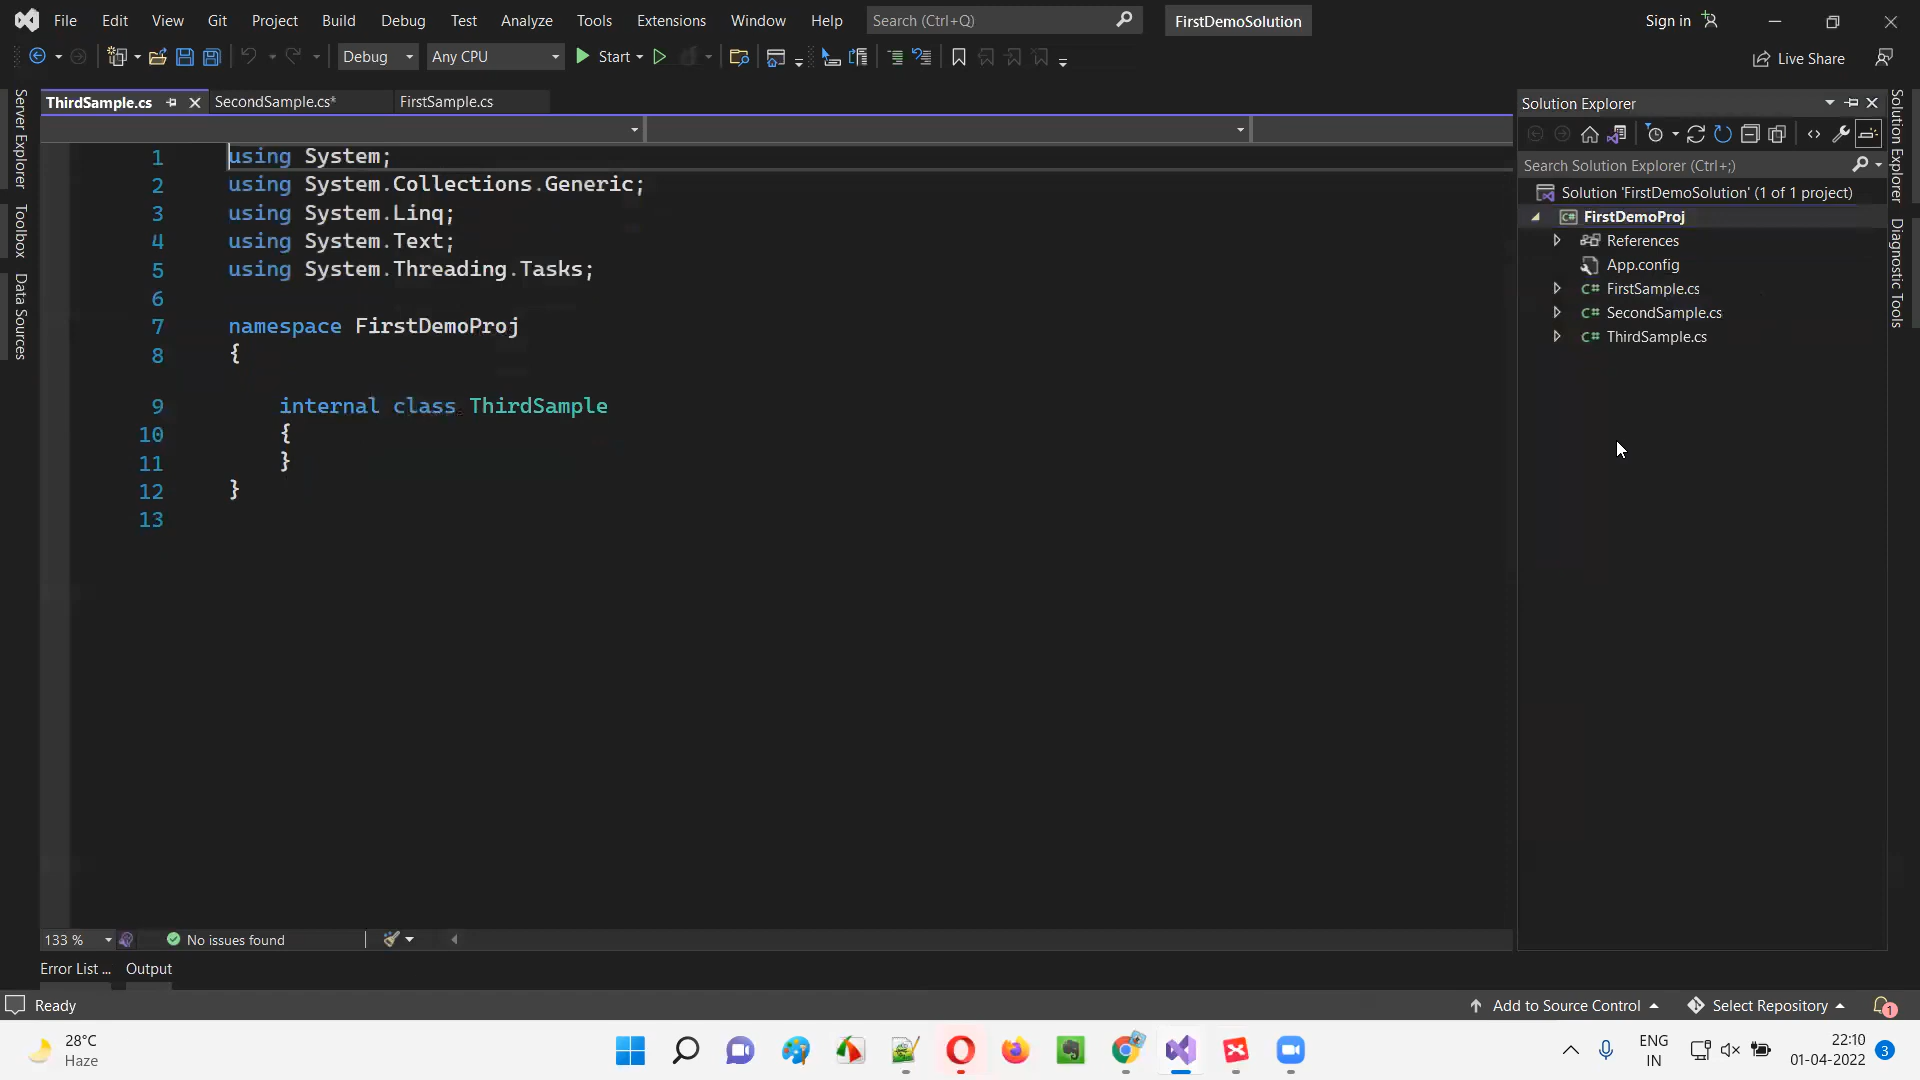 File Edit View Git Project Build Debug Test Analyze Tools Extensions Window Help Search (Ctrl+Q) FirstDemoSolution Sign in
Debug Any CPU Start Live Share
Server Explorer
Toolbox
Data Sources
ThirdSample.cs SecondSample.cs* FirstSample.cs
1 using System;
2 using System.Collections.Generic;
3 using System.Linq;
4 using System.Text;
5 using System.Threading.Tasks;
6
7 namespace FirstDemoProj
8 {
9 internal class ThirdSample
10 {
11 }
12 }
13
133 % No issues found
Error List ... Output
Solution Explorer
Search Solution Explorer (Ctrl+;)
Solution 'FirstDemoSolution' (1 of 1 project)
FirstDemoProj
References
App.config
C# FirstSample.cs
C# SecondSample.cs
C# ThirdSample.cs
Solution Explorer
Diagnostic Tools
Ready Add to Source Control Select Repository 1
28°C
Haze
ENG
IN
22:10
01-04-2022
3